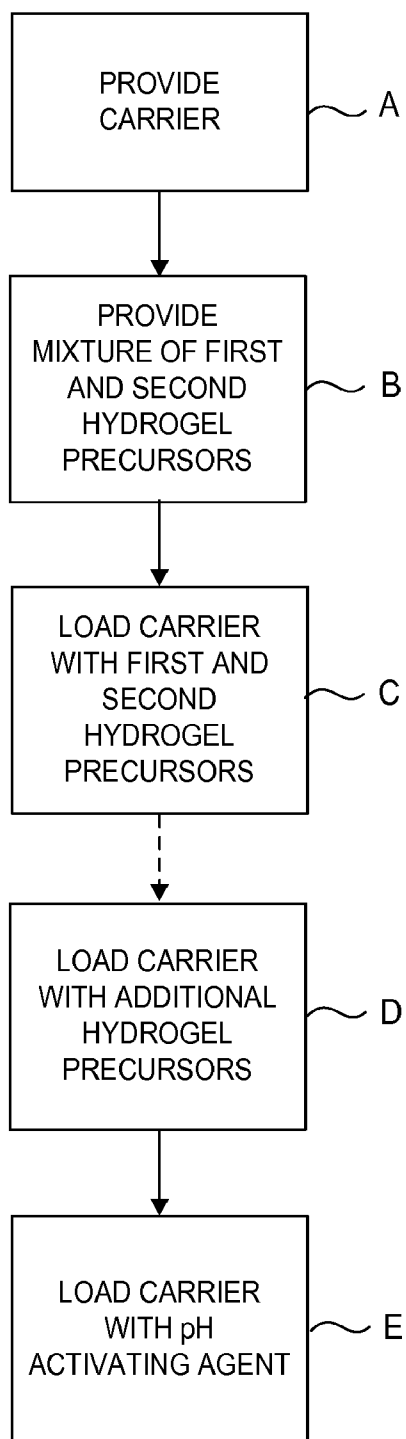 PROVIDE
CARRIER
A
PROVIDE
MIXTURE OF FIRST
AND SECOND
HYDROGEL
PRECURSORS
B
LOAD CARRIER
WITH FIRST AND
SECOND
HYDROGEL
PRECURSORS
C
LOAD CARRIER
WITH ADDITIONAL
HYDROGEL
PRECURSORS
D
LOAD CARRIER
WITH pH
ACTIVATING AGENT
E